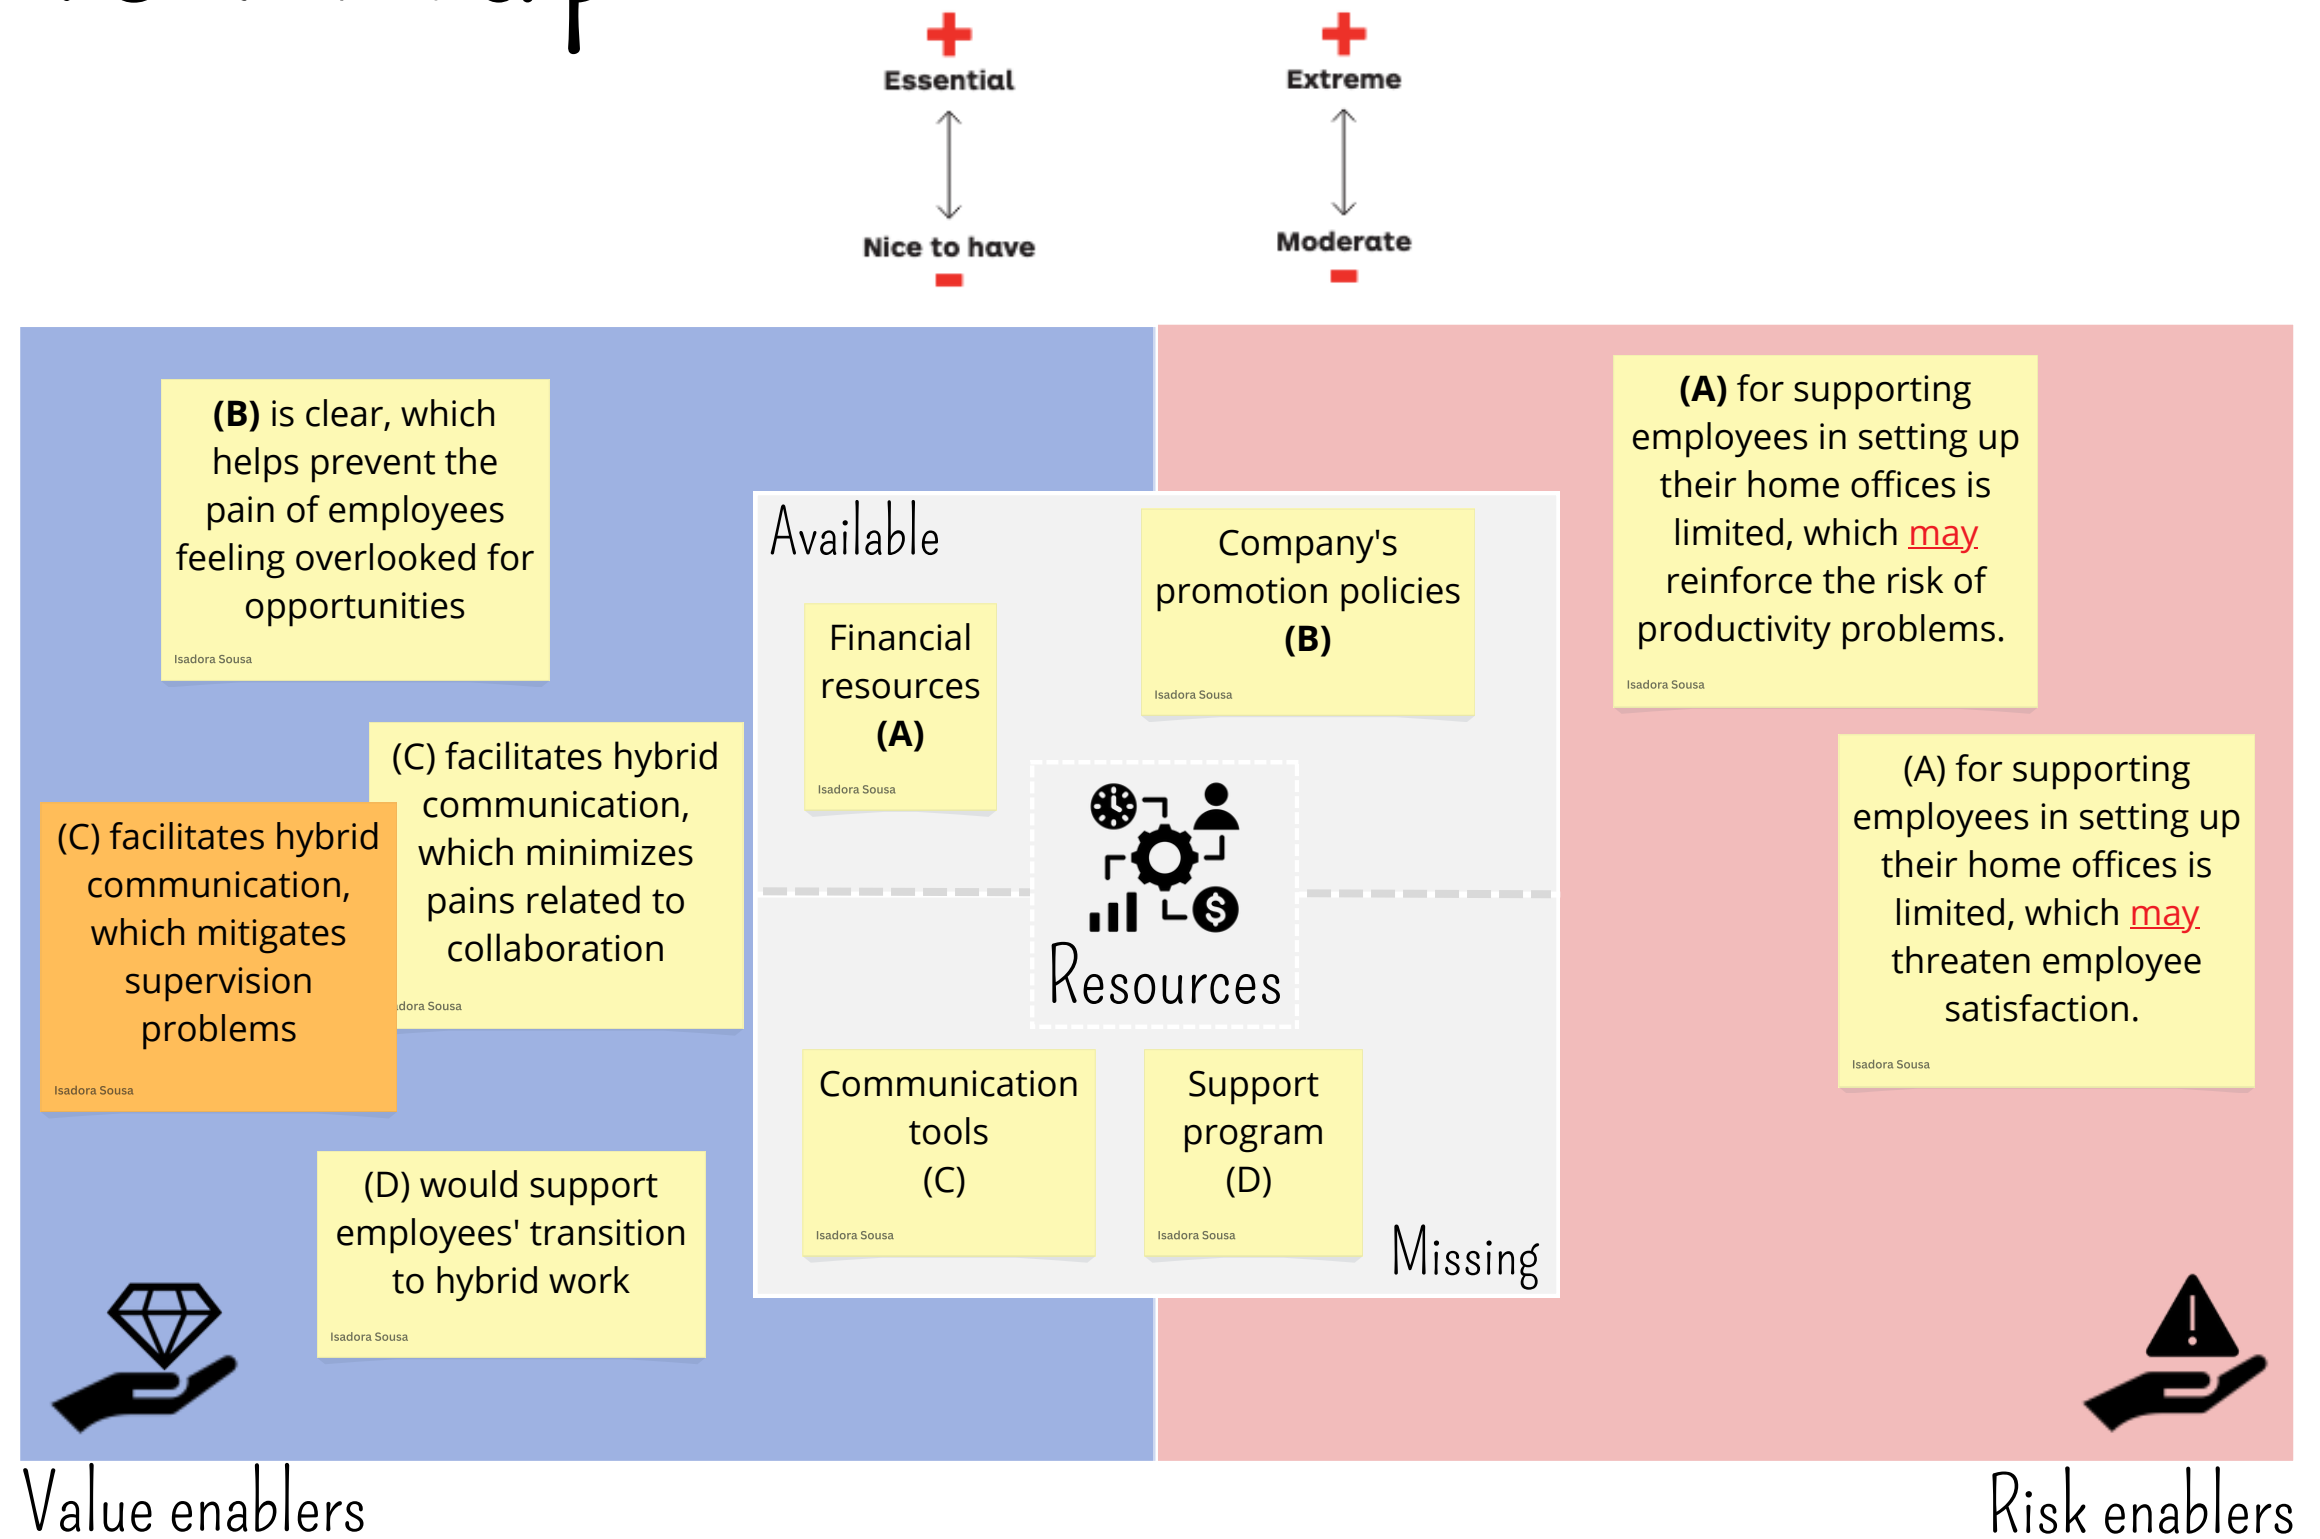 Essential
Nice to have
Extreme
Moderate
(B) is clear, which
helps prevent the
pain of employees
feeling overlooked for
opportunities
Isadora Sousa
(C) facilitates hybrid
communication,
which minimizes
pains related to
collaboration
dora Sousa
(C) facilitates hybrid
communication,
which mitigates
supervision
problems
Isadora Sousa
(D) would support
employees' transition
to hybrid work
Isadora Sousa
Value enablers
Available
Financial
resources
(A)
Isadora Sousa
Company's
promotion policies
(B)
Isadora Sousa
Resources
Communication
tools
(C)
Isadora Sousa
Support
program
(D)
Isadora Sousa
Missing
(A) for supporting
employees in setting up
their home offices is
limited, which may
reinforce the risk of
productivity problems.
Isadora Sousa
(A) for supporting
employees in setting up
their home offices is
limited, which may
threaten employee
satisfaction.
Isadora Sousa
Risk enablers